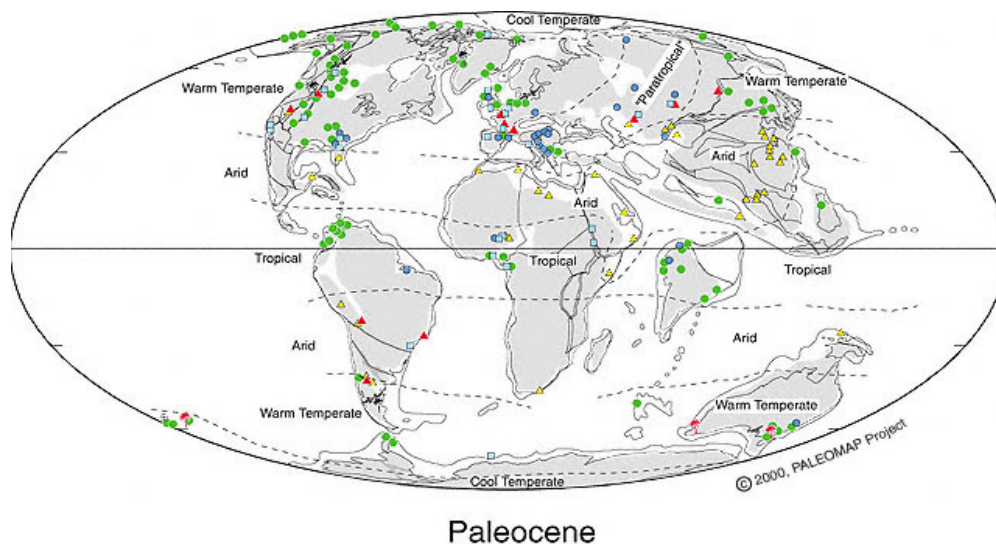 Cool Temperate
Warm Temperate
"Paratropical"
Warm Temperate
Arid
Arid
Arid
Tropical
Tropical
Tropical
Arid
Arid
Warm Temperate
Warm Temperate
Cool Temperate
© 2000, PALEOMAP Project
Paleocene